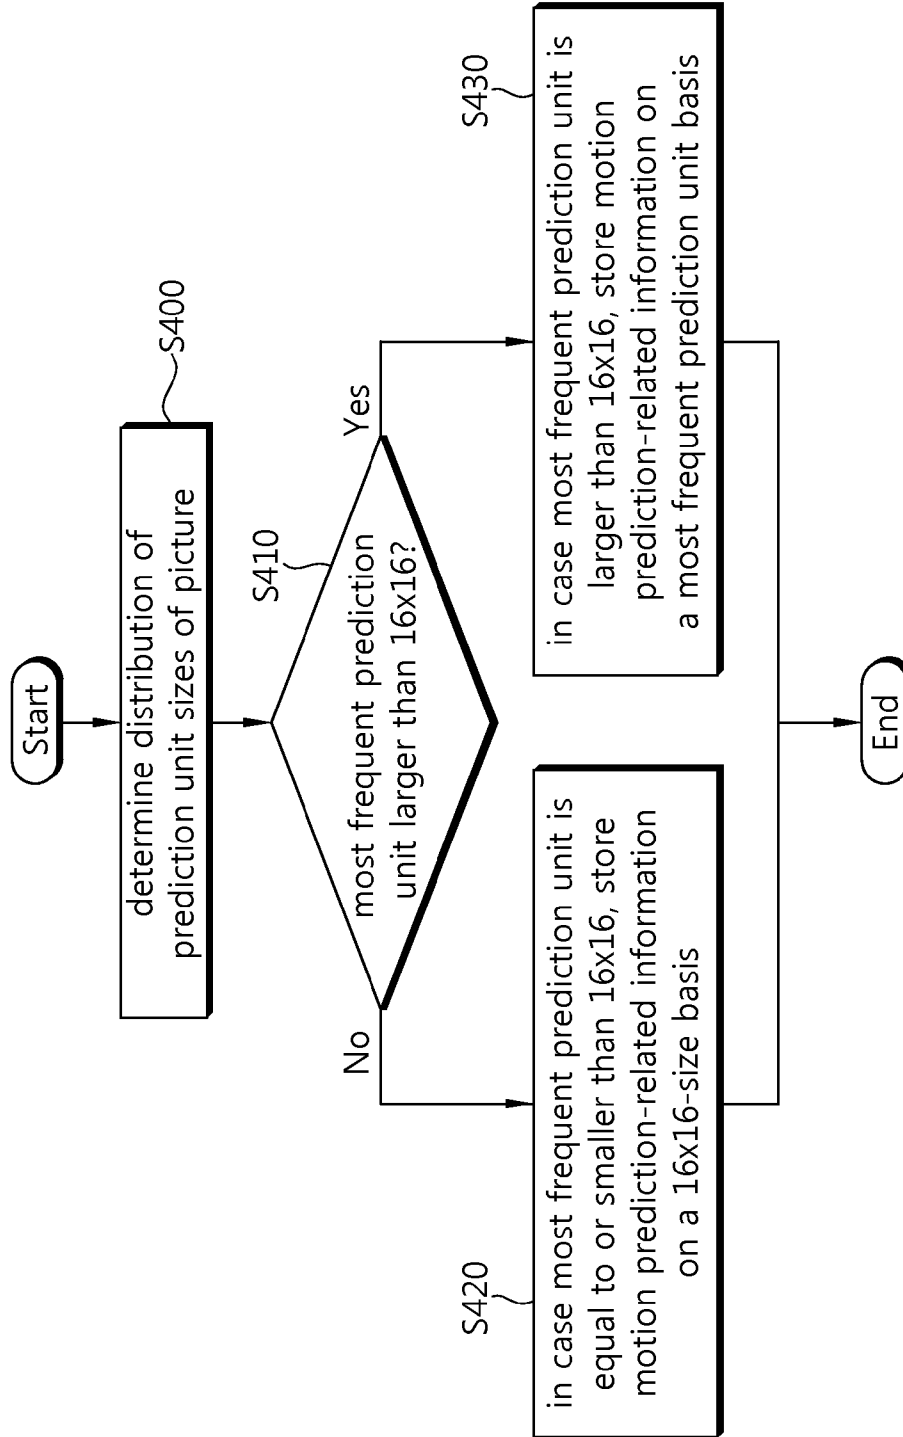 Start
determine distribution of
prediction unit sizes of picture
S400
S410
most frequent prediction
unit larger than 16x16?
No
Yes
S420
in case most frequent prediction unit is
equal to or smaller than 16x16, store
motion prediction-related information
on a 16x16-size basis
S430
in case most frequent prediction unit is
larger than 16x16, store motion
prediction-related information on
a most frequent prediction unit basis
End